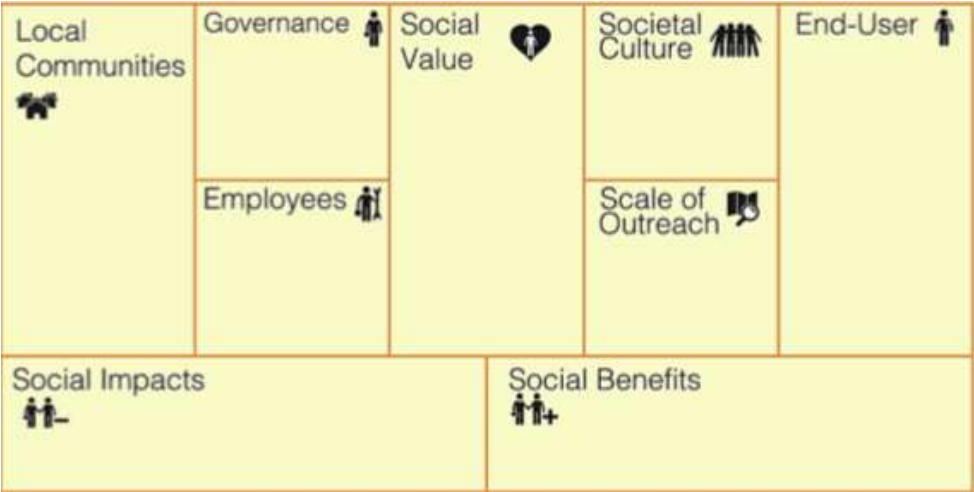 Local
Communities
Governance
Employees
Social
Value
Societal
Culture
Scale of
Outreach
End-User
Social Impacts
Social Benefits